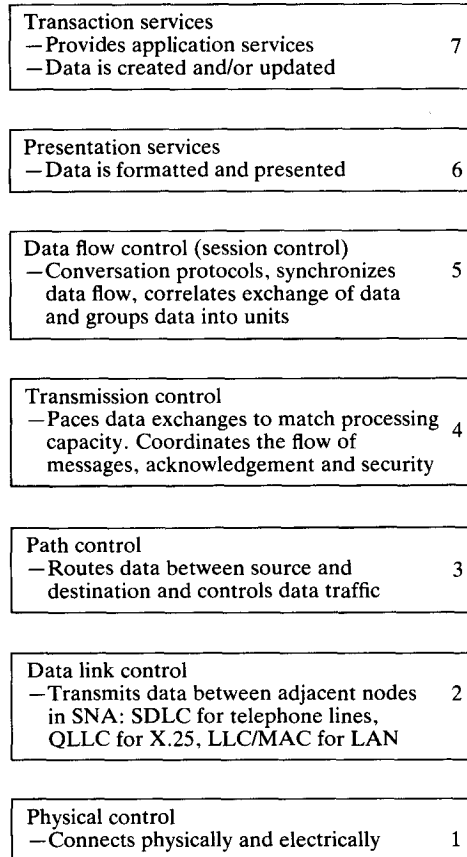 Transaction services
—Provides application services 7
—Data is created and/or updated
Presentation services
—Data is formatted and presented 6
Data flow control (session control)
—Conversation protocols, synchronizes 5
data flow, correlates exchange of data
and groups data into units
Transmission control
—Paces data exchanges to match processing
capacity. Coordinates the flow of 4
messages, acknowledgement and security
Path control
—Routes data between source and 3
destination and controls data traffic
Data link control
—Transmits data between adjacent nodes 2
in SNA: SDLC for telephone lines,
QLLC for X.25, LLC/MAC for LAN
Physical control
—Connects physically and electrically 1